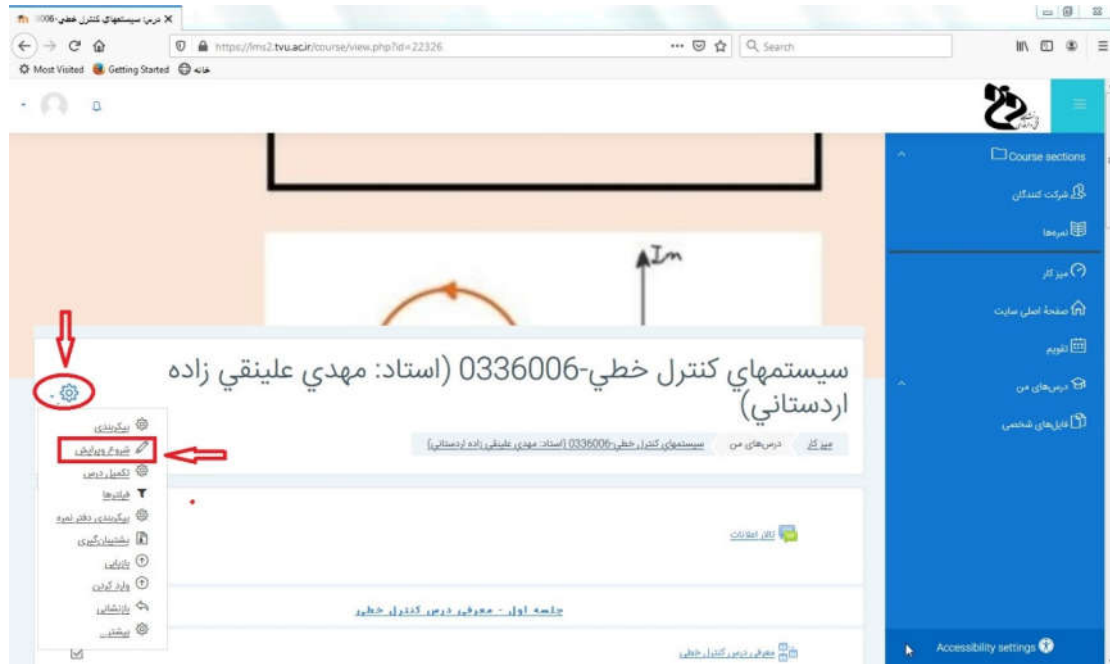 درس: سیستمهای کنترل خطی-0336006
https://lms2.tvu.ac.ir/course/view.php?id=22326
Search
Most Visited
Getting Started
خانه
Course sections
شرکت کنندگان
نمره‌ها
میز کار
صفحهٔ اصلی سایت
تقویم
درس‌های من
فایل‌های شخصی
Accessibility settings
Im
سيستمهاي كنترل خطي-0336006 (استاد: مهدي علينقي زاده
اردستاني)
میز کار
درس‌های من
سيستمهاي كنترل خطي-0336006 (استاد: مهدي علينقي زاده اردستاني)
پیکربندی
شروع ویرایش
تکمیل درس
فیلترها
پیکربندی دفتر نمره
پشتیبان‌گیری
بازیابی
وارد کردن
بازنشانی
بیشتر...
تالار اعلانات
جلسه اول - معرفی درس کنترل خطی
معرفی درس کنترل خطی